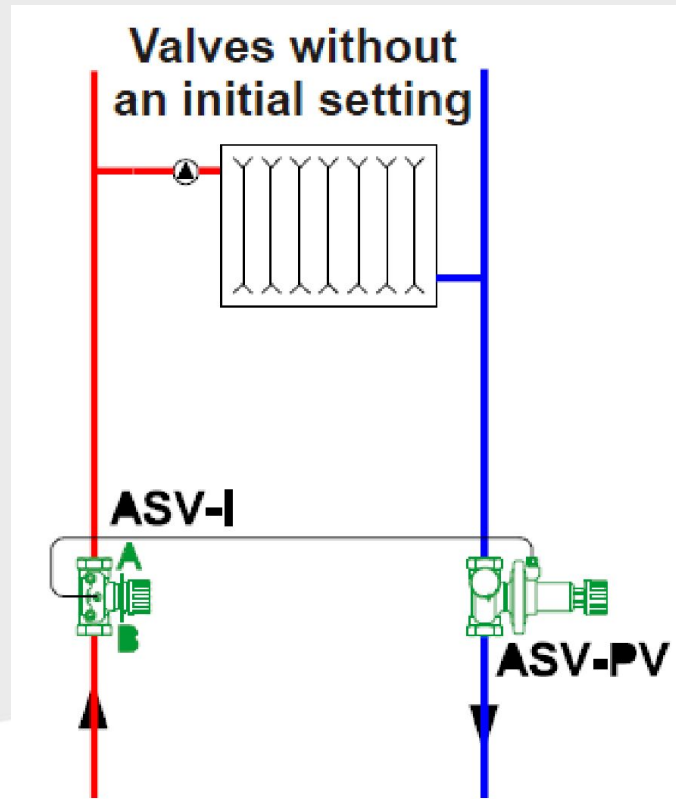 Valves without
an initial setting
ASV-I
A
B
ASV-PV